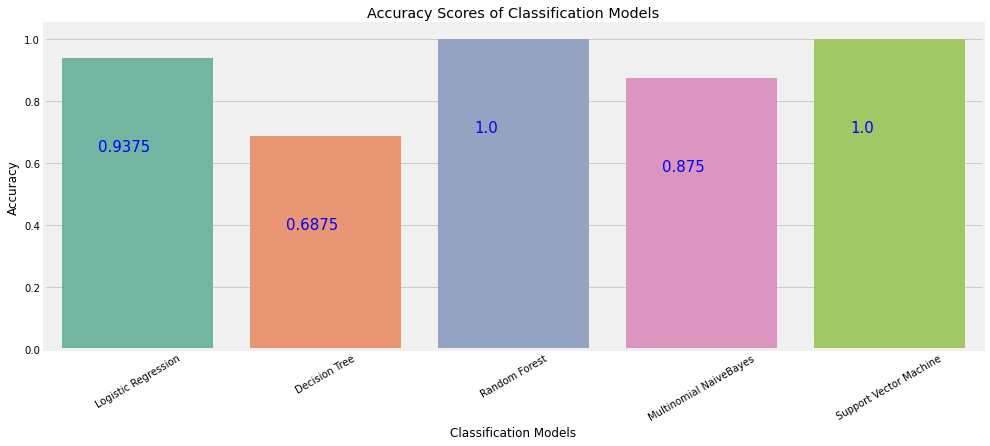 Accuracy Scores of Classification Models
Accuracy
1.0
0.8
0.6
0.4
0.2
0.0
0.9375
0.6875
1.0
0.875
1.0
Logistic Regression
Decision Tree
Random Forest
Multinomial NaiveBayes
Support Vector Machine
Classification Models